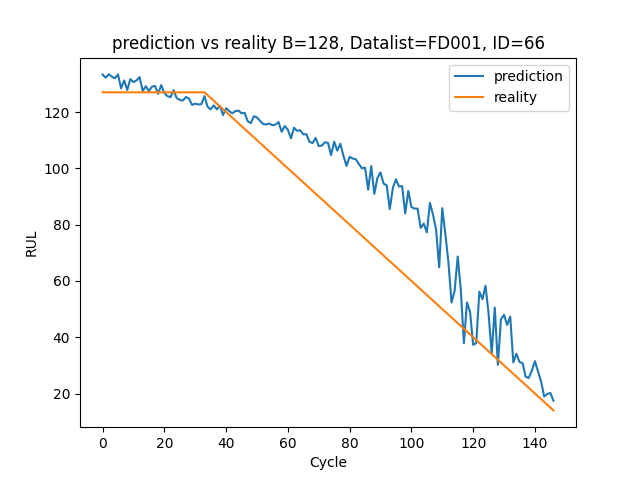 prediction vs reality B=128, Datalist=FD001, ID=66
prediction
reality
RUL
120
100
80
60
40
20
0 20 40 60 80 100 120 140
Cycle